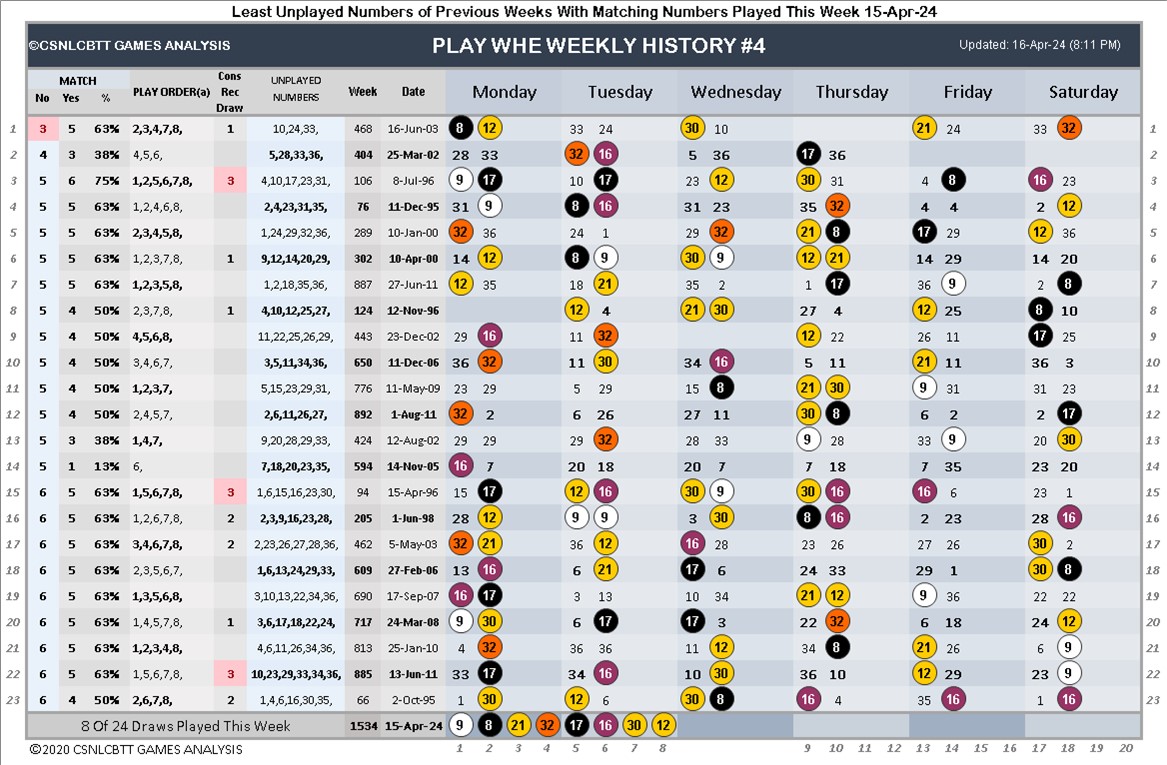 Least Unplayed Numbers of Previous Weeks With Matching Numbers Played This Week 15-Apr-24
©CSNLCBTT GAMES ANALYSIS PLAY WHE WEEKLY HISTORY #4 Updated: 16-Apr-24 (8:11 PM)
MATCH Cons UNPLAYED
No Yes % PLAY ORDER(a) Rec Draw NUMBERS Week Date Monday Tuesday Wednesday Thursday Friday Saturday
1 3 5 63% 2,3,4,7,8, 1 10,24,33, 468 16-Jun-03 8 12 33 24 30 10 21 24 33 32 1
2 4 3 38% 4,5,6, 5,28,33,36, 404 25-Mar-02 28 33 32 16 5 36 17 36 2
3 5 6 75% 1,2,5,6,7,8, 3 4,10,17,23,31, 106 8-Jul-96 9 17 10 17 23 12 30 31 4 8 16 23 3
4 5 5 63% 1,2,4,6,8, 2,4,23,31,35, 76 11-Dec-95 31 9 8 16 31 23 35 32 4 4 2 12 4
5 5 5 63% 2,3,4,5,8, 1,24,29,32,36, 289 10-Jan-00 32 36 24 1 29 32 21 8 17 29 12 36 5
6 5 5 63% 1,2,3,7,8, 1 9,12,14,20,29, 302 10-Apr-00 14 12 8 9 30 9 12 21 14 29 14 20 6
7 5 5 63% 1,2,3,5,8, 1,2,18,35,36, 887 27-Jun-11 12 35 18 21 35 2 1 17 36 9 2 8 7
8 5 4 50% 2,3,7,8, 1 4,10,12,25,27, 124 12-Nov-96 12 4 21 30 27 4 12 25 8 10 8
9 5 4 50% 4,5,6,8, 11,22,25,26,29, 443 23-Dec-02 29 16 11 32 12 22 26 11 17 25 9
10 5 4 50% 3,4,6,7, 3,5,11,34,36, 650 11-Dec-06 36 32 11 30 34 16 5 11 21 11 36 3 10
11 5 4 50% 1,2,3,7, 5,15,23,29,31, 776 11-May-09 23 29 5 29 15 8 21 30 9 31 31 23 11
12 5 4 50% 2,4,5,7, 2,6,11,26,27, 892 1-Aug-11 32 2 6 26 27 11 30 8 6 2 2 17 12
13 5 3 38% 1,4,7, 9,20,28,29,33, 424 12-Aug-02 29 29 29 32 28 33 9 28 33 9 20 30 13
14 5 1 13% 6, 7,18,20,23,35, 594 14-Nov-05 16 7 20 18 20 7 7 18 7 35 23 20 14
15 6 5 63% 1,5,6,7,8, 3 1,6,15,16,23,30, 94 15-Apr-96 15 17 12 16 30 9 30 16 16 6 23 1 15
16 6 5 63% 1,2,6,7,8, 2 2,3,9,16,23,28, 205 1-Jun-98 28 12 9 9 3 30 8 16 2 23 28 16 16
17 6 5 63% 3,4,6,7,8, 2 2,23,26,27,28,36, 462 5-May-03 32 21 36 12 16 28 23 26 27 26 30 2 17
18 6 5 63% 2,3,5,6,7, 1,6,13,24,29,33, 609 27-Feb-06 13 16 6 21 17 6 24 33 29 1 30 8 18
19 6 5 63% 1,3,5,6,8, 3,10,13,22,34,36, 690 17-Sep-07 16 17 3 13 10 34 21 12 9 36 22 22 19
20 6 5 63% 1,4,5,7,8, 1 3,6,17,18,22,24, 717 24-Mar-08 9 30 6 17 17 3 22 32 6 18 24 12 20
21 6 5 63% 1,2,3,4,8, 4,6,11,26,34,36, 813 25-Jan-10 4 32 36 36 11 12 34 8 21 26 6 9 21
22 6 5 63% 1,5,6,7,8, 3 10,23,29,33,34,36, 885 13-Jun-11 33 17 34 16 10 30 36 10 12 29 23 9 22
23 6 4 50% 2,6,7,8, 2 1,4,6,16,30,35, 66 2-Oct-95 1 30 12 6 30 8 16 4 35 16 1 16 23
8 Of 24 Draws Played This Week 1534 15-Apr-24 9 8 21 32 17 16 30 12
©2020 CSNLCBTT GAMES ANALYSIS 1 2 3 4 5 6 7 8 9 10 11 12 13 14 15 16 17 18 19 20